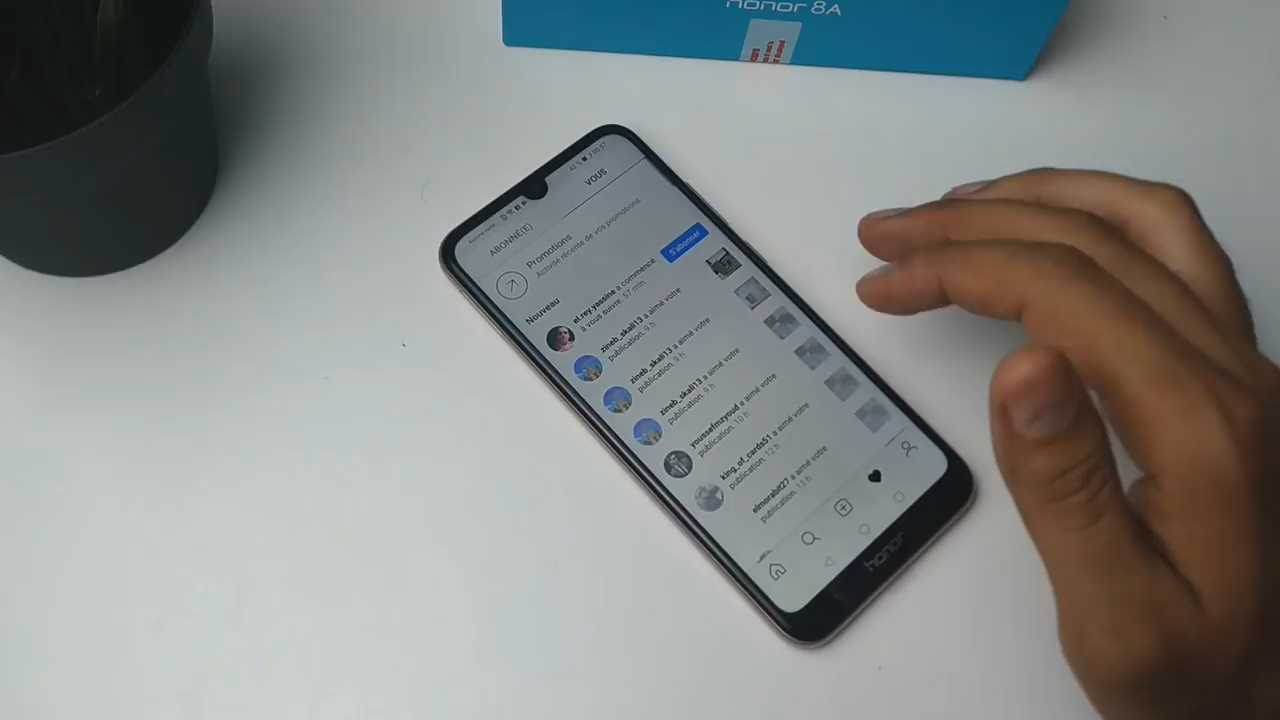 honor 8A
ABONNÉ(E)
VOUS
Promotions
Activité récente de vos promotions
Nouveau
el.rey.yassine a commencé
à vous suivre. 57 min.
S'abonner
zineb_skali13 a aimé votre
publication. 9 h
zineb_skali13 a aimé votre
publication. 9 h
zineb_skali13 a aimé votre
publication. 9 h
youssefmzyoud a aimé votre
publication. 10 h
king_of_cards51 a aimé votre
publication. 12 h
elmorabit27 a aimé votre
publication. 13 h
honor